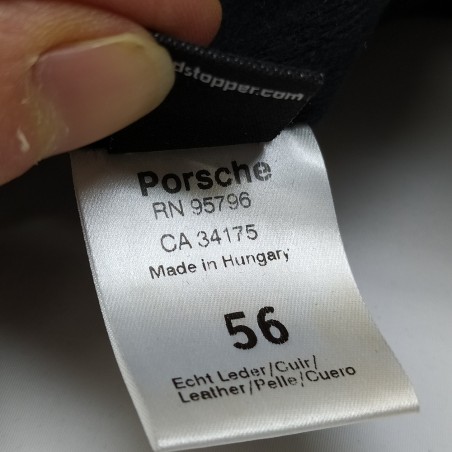 dstopper.com
Porsche
RN 95796
CA 34175
Made in Hungary
56
Echt Leder/Cuir/
Leather/Pelle/Cuero